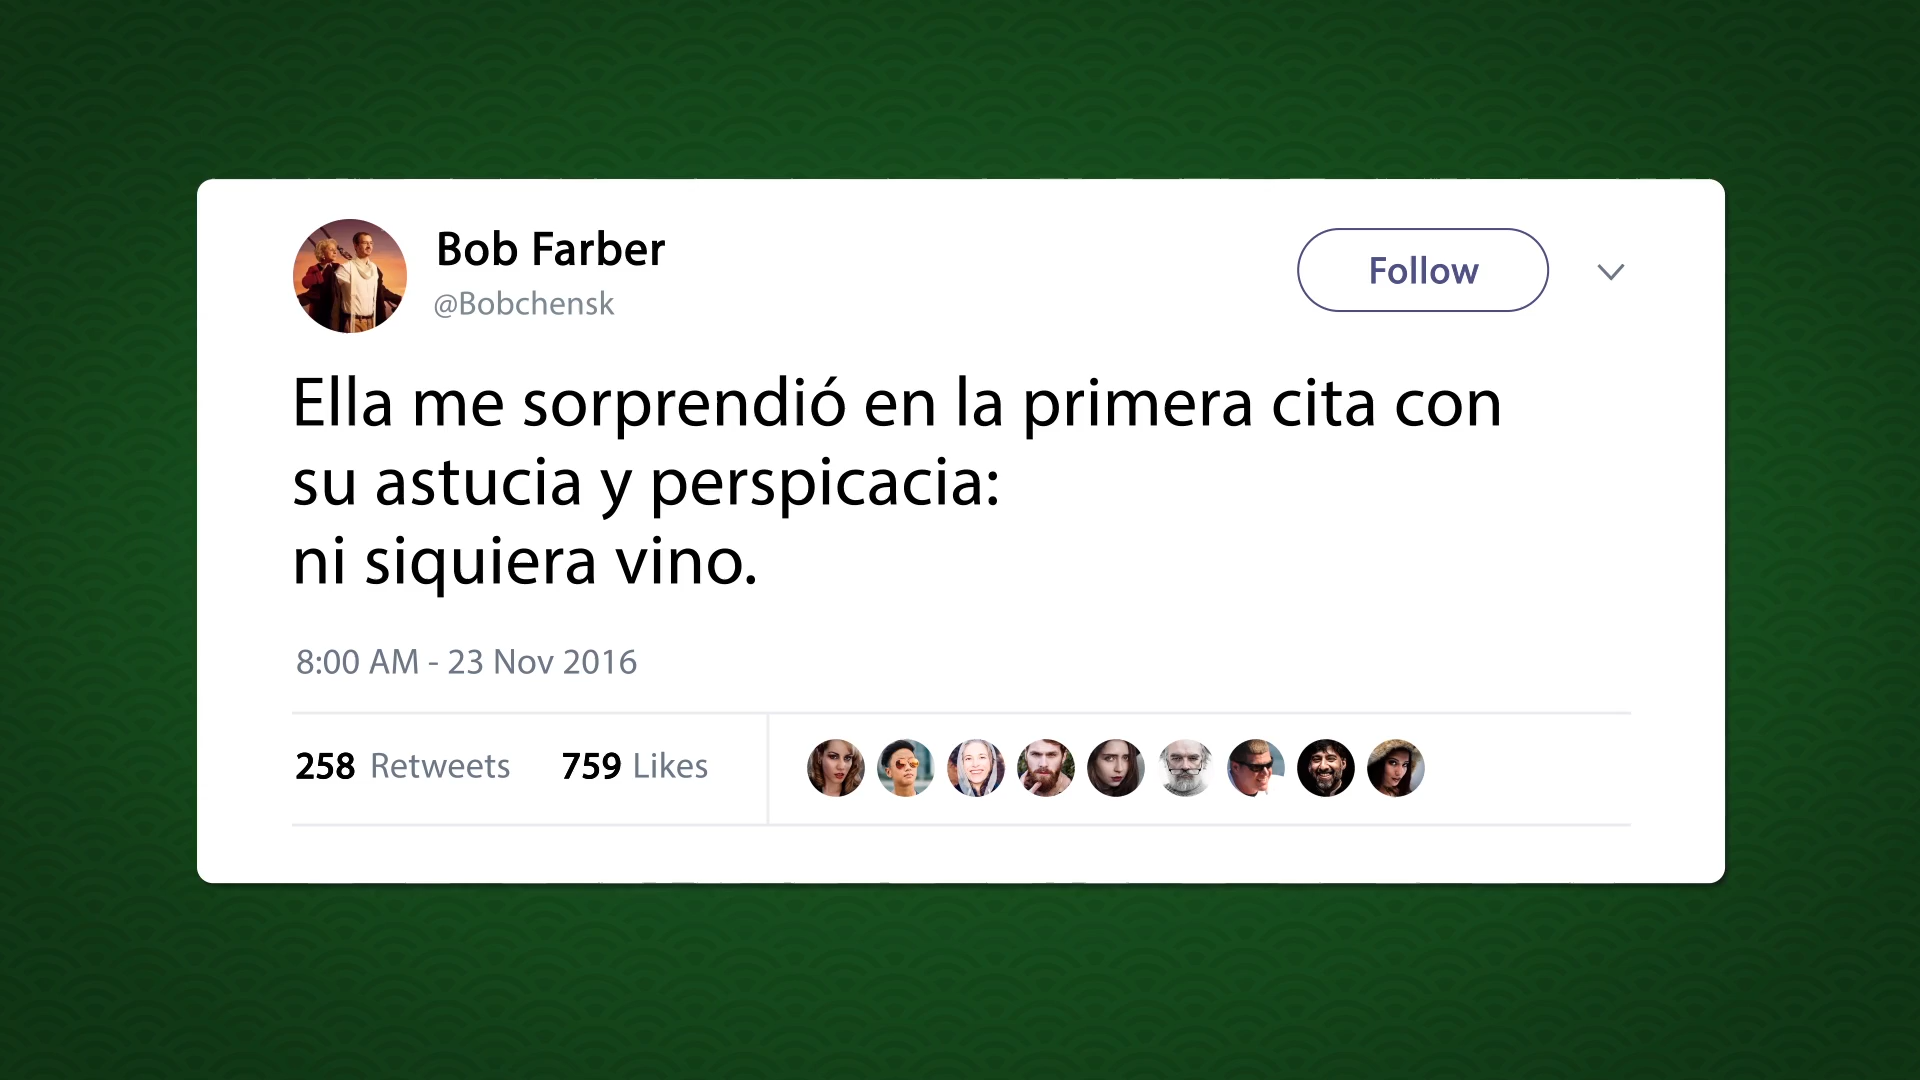 Bob Farber
@Bobchensk
Follow
Ella me sorprendió en la primera cita con
su astucia y perspicacia:
ni siquiera vino.
8:00 AM - 23 Nov 2016
258 Retweets 759 Likes